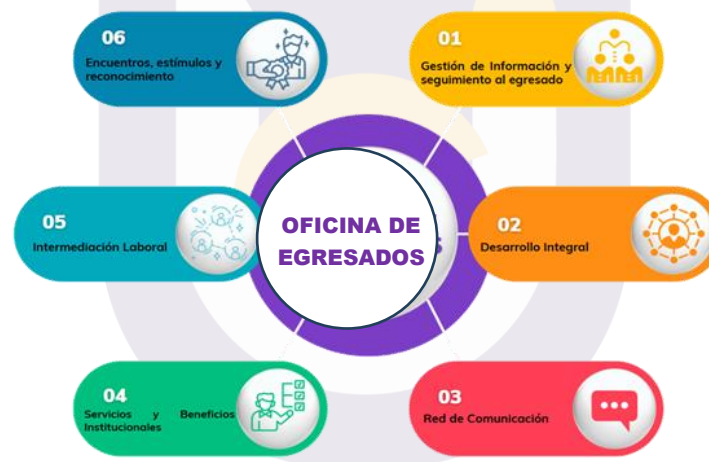 06
Encuentros, estímulos y
reconocimiento
01
Gestión de Información y
seguimiento al egresado
05
Intermediación Laboral
OFICINA DE
EGRESADOS
02
Desarrollo Integral
04
Servicios y Beneficios
Institucionales
03
Red de Comunicación